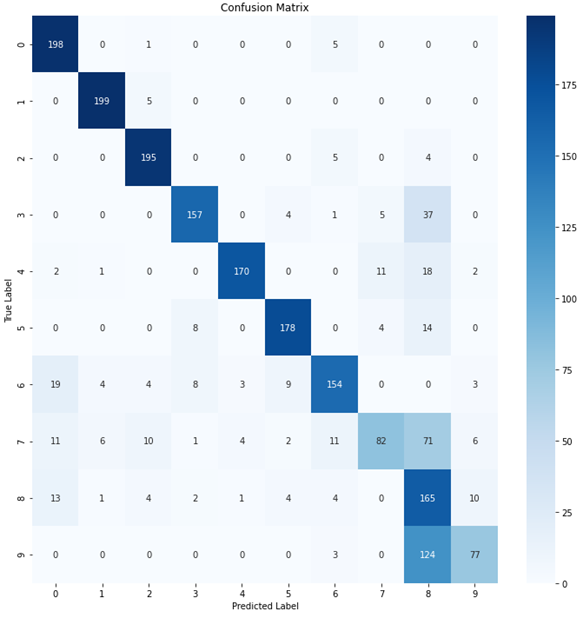 Confusion Matrix
0 198 0 1 0 0 0 5 0 0 0
1 0 199 5 0 0 0 0 0 0 0
2 0 0 195 0 0 0 5 0 4 0
3 0 0 0 157 0 4 1 5 37 0
4 2 1 0 0 170 0 0 11 18 2
5 0 0 0 8 0 178 0 4 14 0
6 19 4 4 8 3 9 154 0 0 3
7 11 6 10 1 4 2 11 82 71 6
8 13 1 4 2 1 4 4 0 165 10
9 0 0 0 0 0 0 3 0 124 77
0 1 2 3 4 5 6 7 8 9
True Label
Predicted Label
175
150
125
100
75
50
25
0